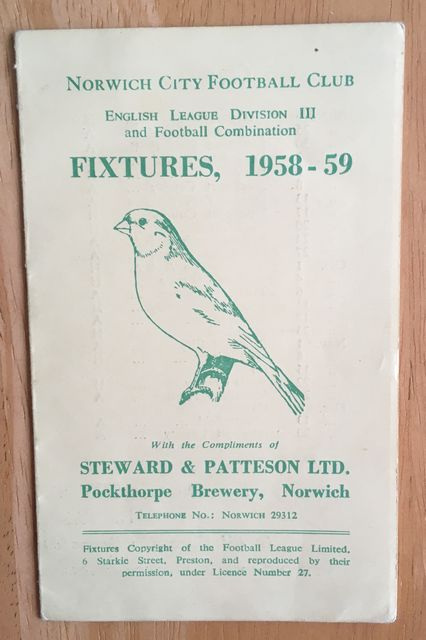 NORWICH CITY FOOTBALL CLUB
ENGLISH LEAGUE DIVISION III
and Football Combination
FIXTURES, 1958-59
With the Compliments of
STEWARD & PATTESON LTD.
Pockthorpe Brewery, Norwich
TELEPHONE NO.: NORWICH 29312
Fixtures Copyright of the Football League Limited,
6 Starkie Street, Preston, and reproduced by their
permission, under Licence Number 27.